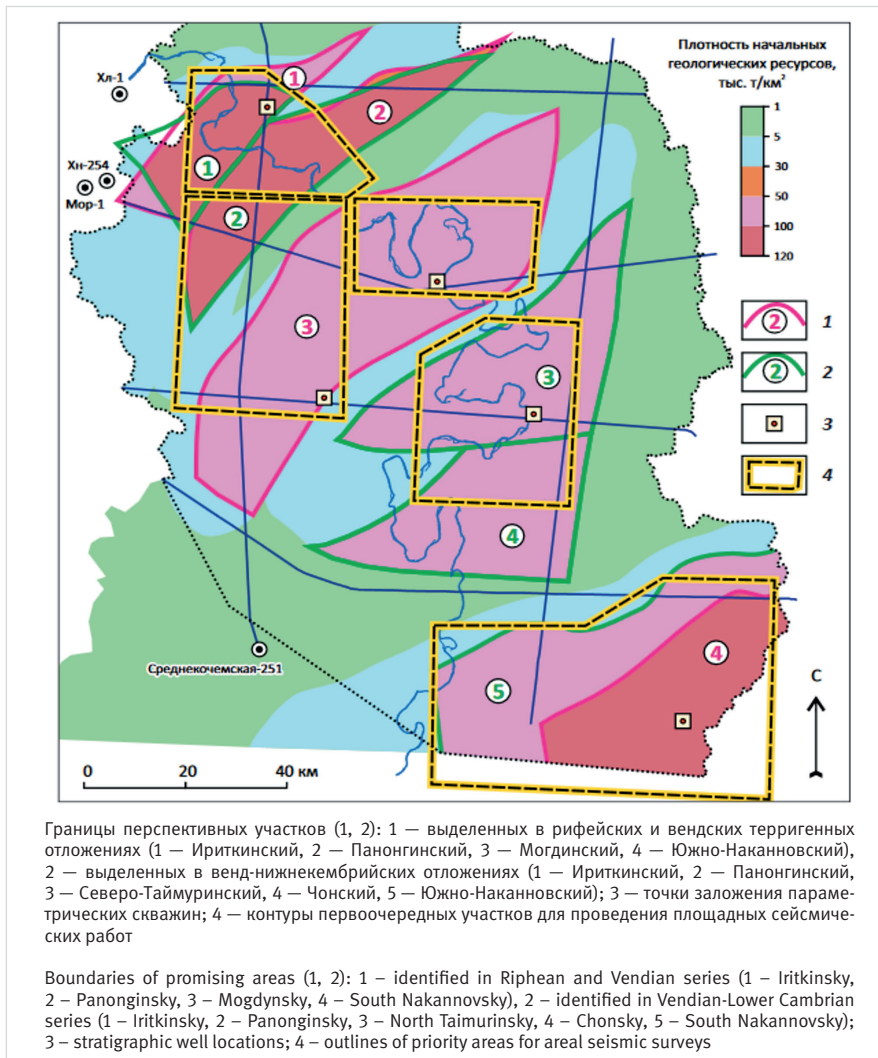 Плотность начальных
геологических ресурсов,
тыс. т/км²
Хл-1
1
1
5
2
30
Хн-254
1
50
Мор-1
2
100
120
3
2 1
3
2 2
3
4
4
4
С
5
Среднекочемская-251
0 20 40 км
Границы перспективных участков (1, 2): 1 — выделенных в рифейских и вендских терригенных
отложениях (1 — Ириткинский, 2 — Панонгинский, 3 — Могдинский, 4 — Южно-Наканновский),
2 — выделенных в венд-нижнекембрийских отложениях (1 — Ириткинский, 2 — Панонгинский,
3 — Северо-Таймуринский, 4 — Чонский, 5 — Южно-Наканновский); 3 — точки заложения параме-
трических скважин; 4 — контуры первоочередных участков для проведения площадных сейсмиче-
ских работ
Boundaries of promising areas (1, 2): 1 – identified in Riphean and Vendian series (1 – Iritkinsky,
2 – Panonginsky, 3 – Mogdynsky, 4 – South Nakannovsky), 2 – identified in Vendian-Lower Cambrian
series (1 – Iritkinsky, 2 – Panonginsky, 3 – North Taimurinsky, 4 – Chonsky, 5 – South Nakannovsky);
3 – stratigraphic well locations; 4 – outlines of priority areas for areal seismic surveys